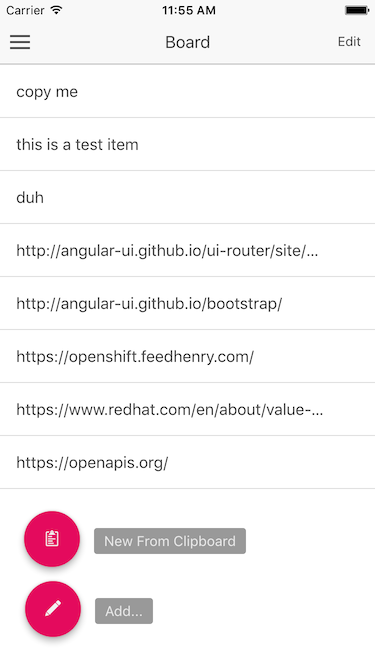 Carrier 11:55 AM
Board Edit
copy me
this is a test item
duh
http://angular-ui.github.io/ui-router/site/...
http://angular-ui.github.io/bootstrap/
https://openshift.feedhenry.com/
https://www.redhat.com/en/about/value-...
https://openapis.org/
New From Clipboard
Add...